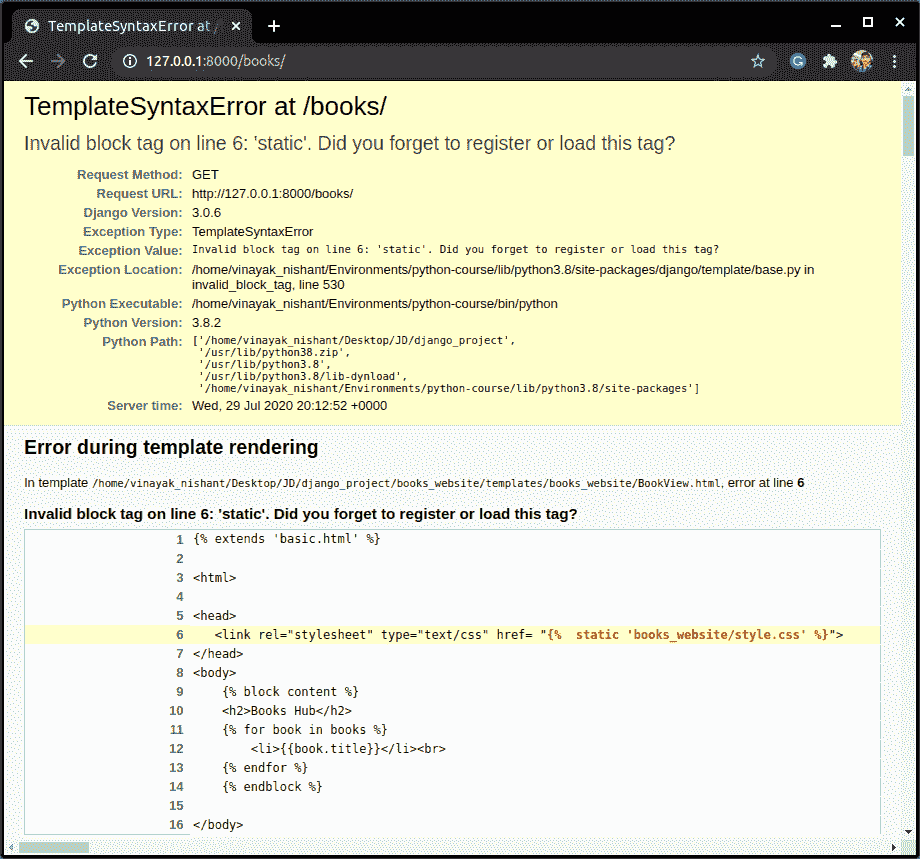 TemplateSyntaxError at /
127.0.0.1:8000/books/
TemplateSyntaxError at /books/
Invalid block tag on line 6: 'static'. Did you forget to register or load this tag?
Request Method: GET
Request URL: http://127.0.0.1:8000/books/
Django Version: 3.0.6
Exception Type: TemplateSyntaxError
Exception Value: Invalid block tag on line 6: 'static'. Did you forget to register or load this tag?
Exception Location: /home/vinayak_nishant/Environments/python-course/lib/python3.8/site-packages/django/template/base.py in
invalid_block_tag, line 530
Python Executable: /home/vinayak_nishant/Environments/python-course/bin/python
Python Version: 3.8.2
Python Path: ['/home/vinayak_nishant/Desktop/JD/django_project',
'/usr/lib/python38.zip',
'/usr/lib/python3.8',
'/usr/lib/python3.8/lib-dynload',
'/home/vinayak_nishant/Environments/python-course/lib/python3.8/site-packages']
Server time: Wed, 29 Jul 2020 20:12:52 +0000
Error during template rendering
In template /home/vinayak_nishant/Desktop/JD/django_project/books_website/templates/books_website/BookView.html, error at line 6
Invalid block tag on line 6: 'static'. Did you forget to register or load this tag?
1 {% extends 'basic.html' %}
2
3 <html>
4
5 <head>
6 <link rel="stylesheet" type="text/css" href= "{%  static 'books_website/style.css' %}">
7 </head>
8 <body>
9 {% block content %}
10 <h2>Books Hub</h2>
11 {% for book in books %}
12 <li>{{book.title}}</li><br>
13 {% endfor %}
14 {% endblock %}
15
16 </body>